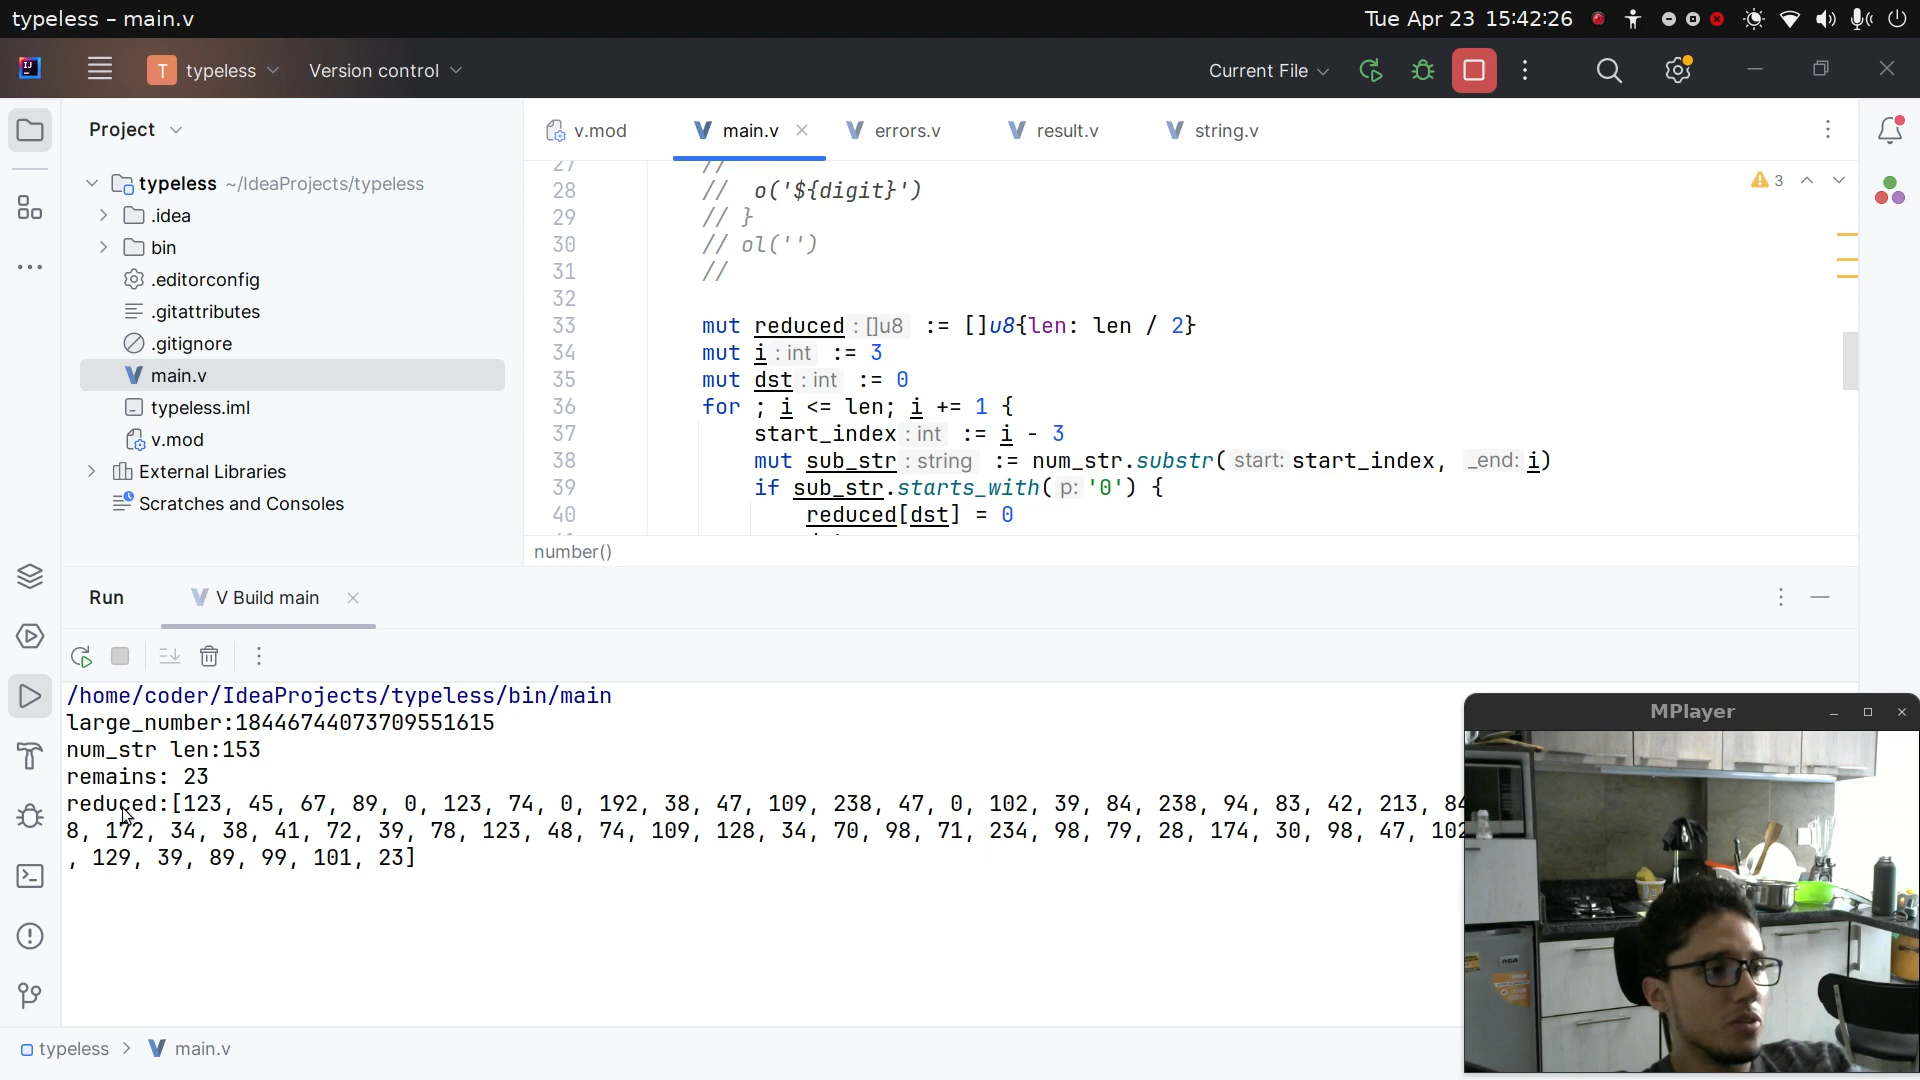 typeless – main.v
Tue Apr 23 15:42:26
T typeless
Version control
Current File
Project
v.mod
main.v
errors.v
result.v
string.v
typeless ~/IdeaProjects/typeless
.idea
bin
.editorconfig
.gitattributes
.gitignore
main.v
typeless.iml
v.mod
External Libraries
Scratches and Consoles
3
27 //
28 // o('${digit}')
29 // }
30 // ol('')
31 //
32
33 mut reduced : []u8 := []u8{len: len / 2}
34 mut i : int := 3
35 mut dst : int := 0
36 for ; i <= len; i += 1 {
37 start_index : int := i - 3
38 mut sub_str : string := num_str.substr( start: start_index, _end: i)
39 if sub_str.starts_with( p: '0') {
40 reduced[dst] = 0
number()
Run
V Build main
/home/coder/IdeaProjects/typeless/bin/main
large_number:18446744073709551615
num_str len:153
remains: 23
reduced:[123, 45, 67, 89, 0, 123, 74, 0, 192, 38, 47, 109, 238, 47, 0, 102, 39, 84, 238, 94, 83, 42, 213, 84
8, 172, 34, 38, 41, 72, 39, 78, 123, 48, 74, 109, 128, 34, 70, 98, 71, 234, 98, 79, 28, 174, 30, 98, 47, 102
, 129, 39, 89, 99, 101, 23]
MPlayer
typeless > main.v